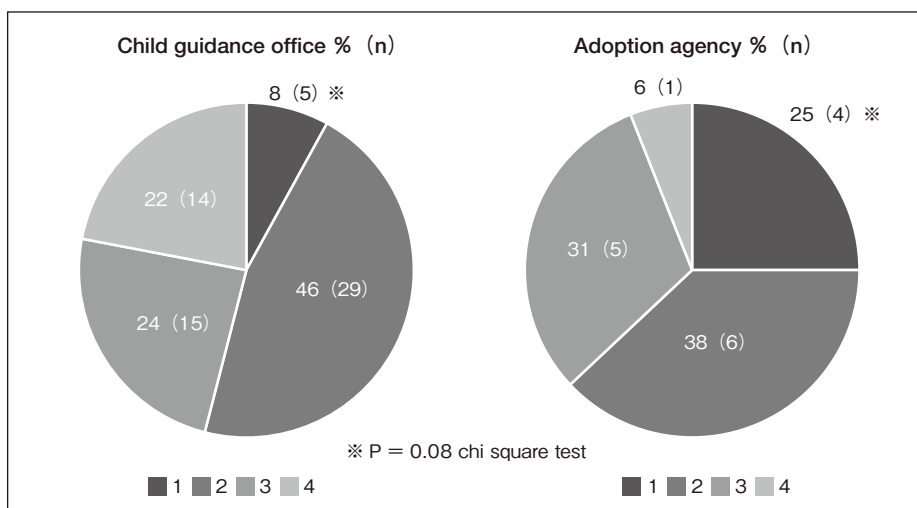 Child guidance office % (n)
8 (5) ※
22 (14)
46 (29)
24 (15)
Adoption agency % (n)
6 (1)
25 (4) ※
31 (5)
38 (6)
※ P = 0.08 chi square test
1 2 3 4
1 2 3 4